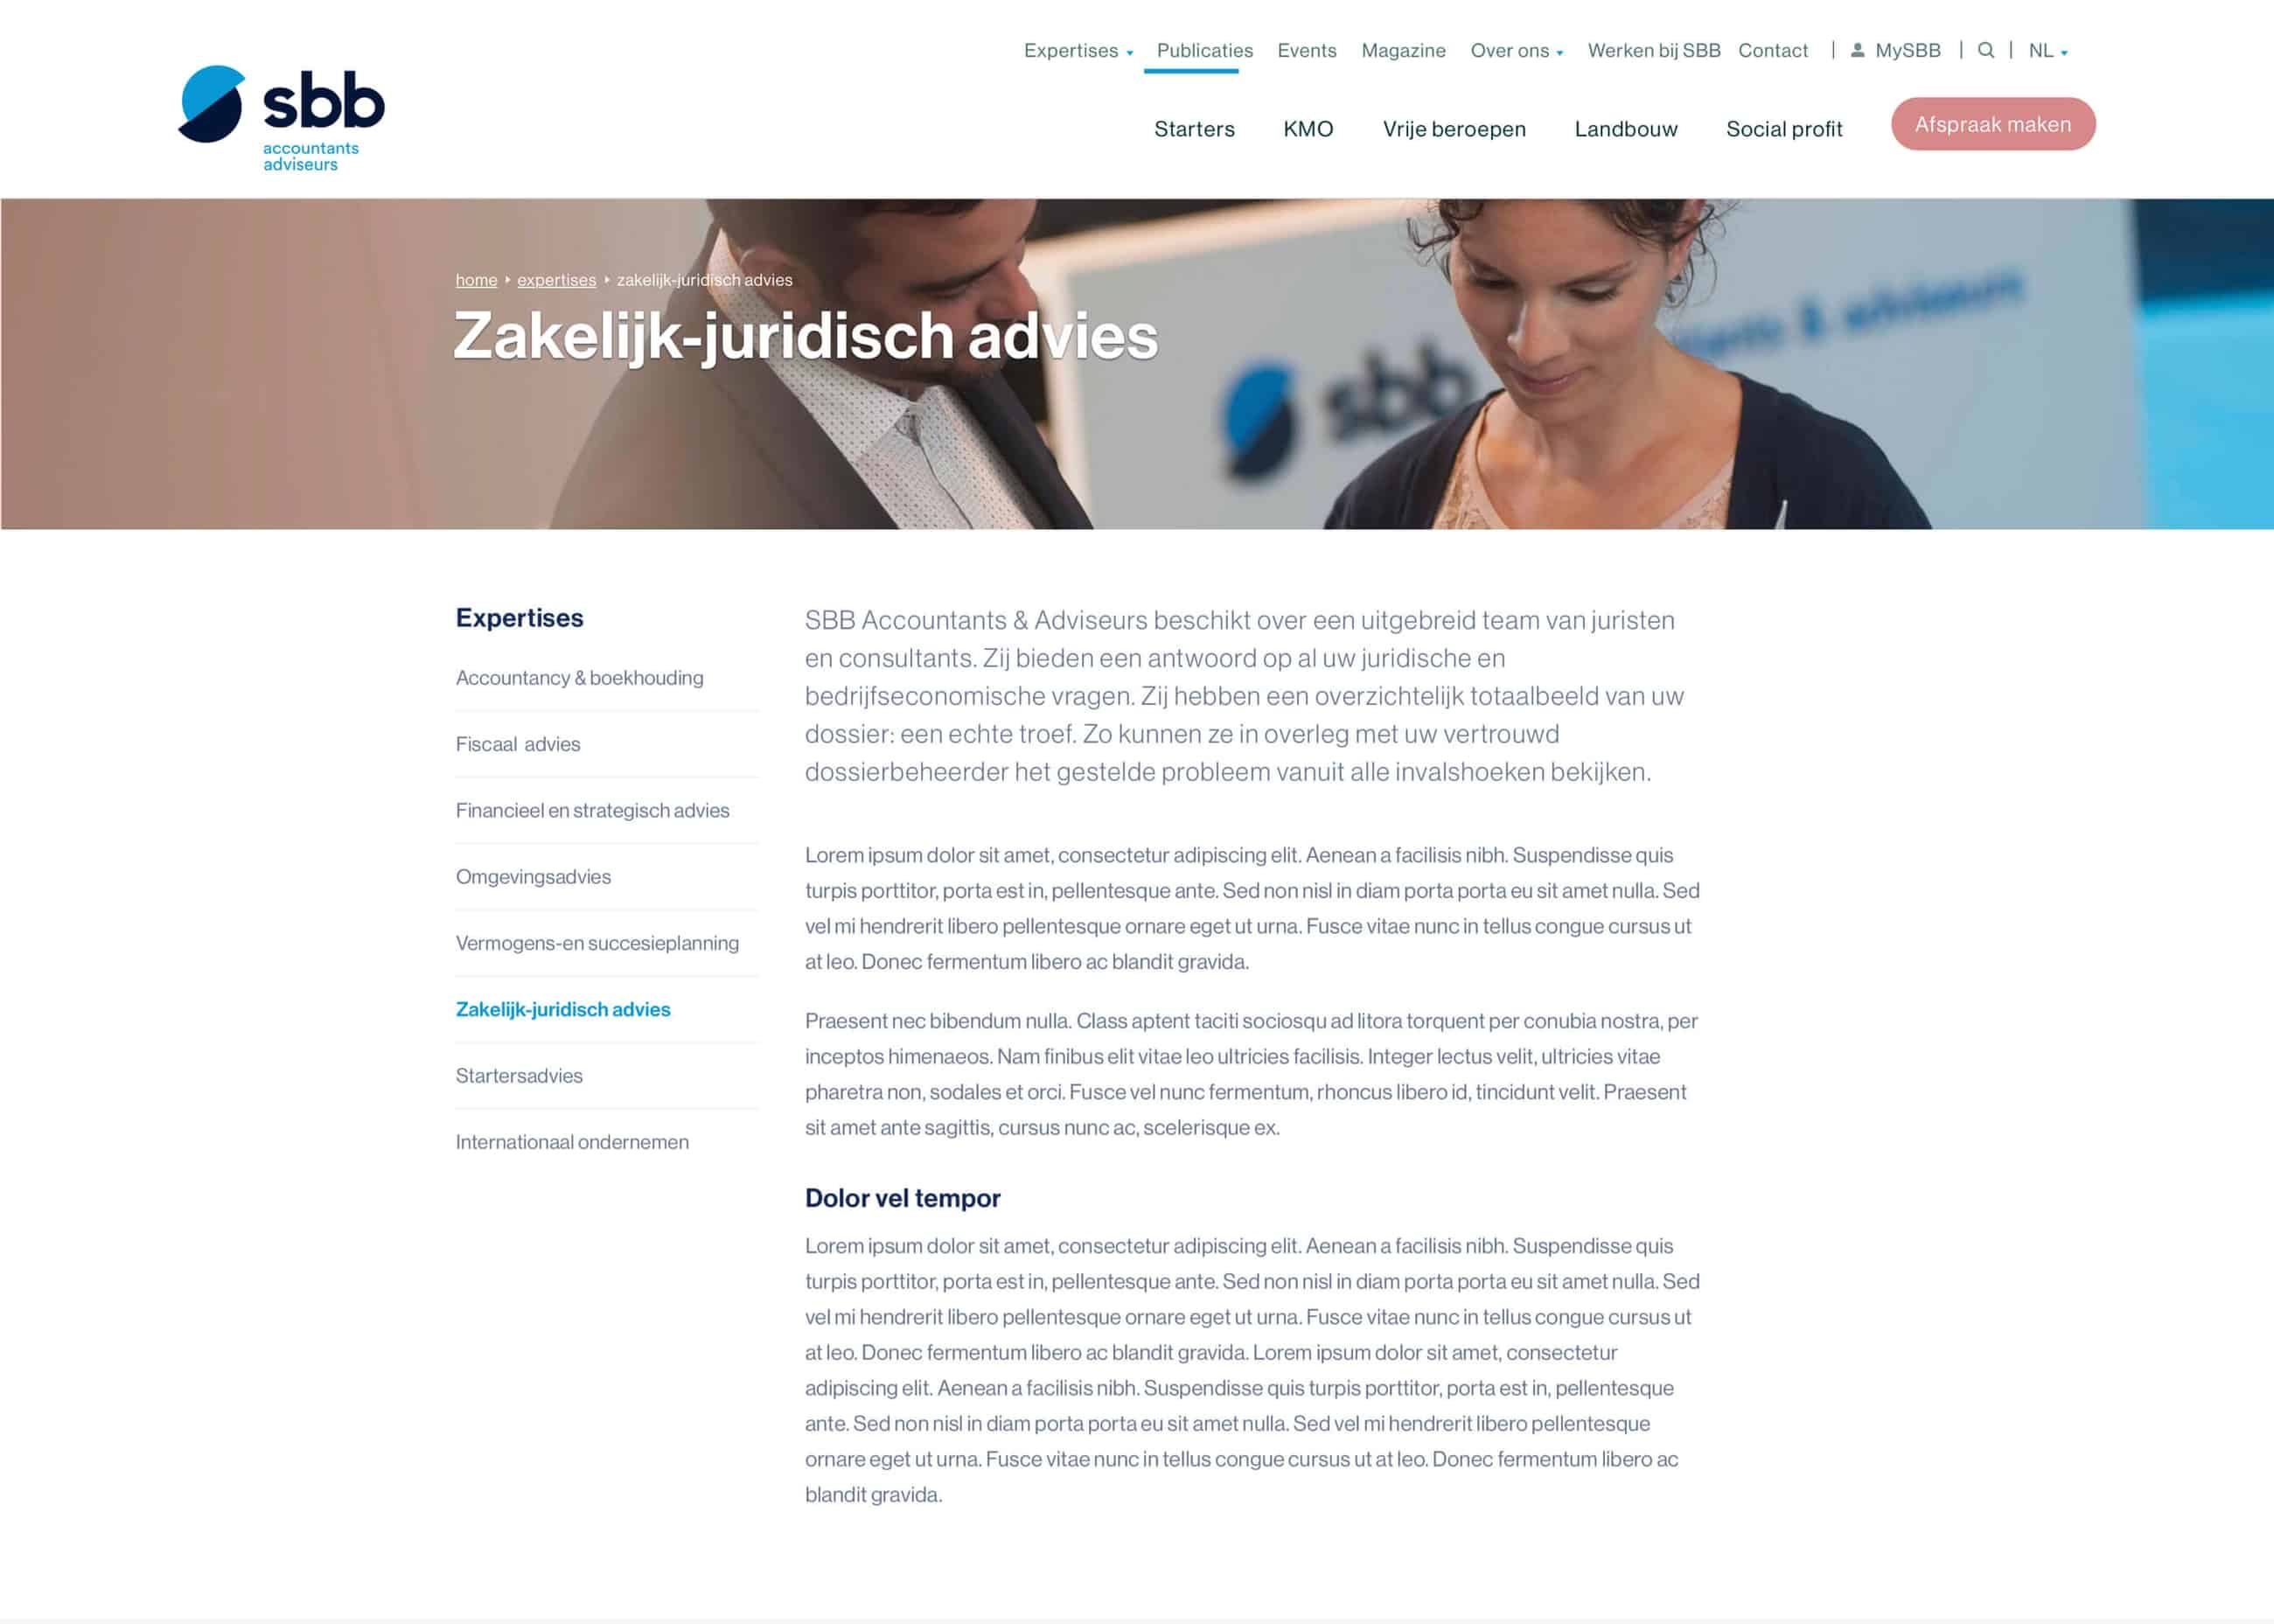 Expertises Publicaties Events Magazine Over ons Werken bij SBB Contact | MySBB | | NL
sbb
accountants
adviseurs
Starters KMO Vrije beroepen Landbouw Social profit Afspraak maken
home ‣ expertises ‣ zakelijk-juridisch advies
Zakelijk-juridisch advies
sbb
& adviseurs
Expertises
Accountancy & boekhouding
Fiscaal advies
Financieel en strategisch advies
Omgevingsadvies
Vermogens-en succesieplanning
Zakelijk-juridisch advies
Startersadvies
Internationaal ondernemen
SBB Accountants & Adviseurs beschikt over een uitgebreid team van juristen
en consultants. Zij bieden een antwoord op al uw juridische en
bedrijfseconomische vragen. Zij hebben een overzichtelijk totaalbeeld van uw
dossier: een echte troef. Zo kunnen ze in overleg met uw vertrouwd
dossierbeheerder het gestelde probleem vanuit alle invalshoeken bekijken.
Lorem ipsum dolor sit amet, consectetur adipiscing elit. Aenean a facilisis nibh. Suspendisse quis
turpis porttitor, porta est in, pellentesque ante. Sed non nisl in diam porta porta eu sit amet nulla. Sed
vel mi hendrerit libero pellentesque ornare eget ut urna. Fusce vitae nunc in tellus congue cursus ut
at leo. Donec fermentum libero ac blandit gravida.
Praesent nec bibendum nulla. Class aptent taciti sociosqu ad litora torquent per conubia nostra, per
inceptos himenaeos. Nam finibus elit vitae leo ultricies facilisis. Integer lectus velit, ultricies vitae
pharetra non, sodales et orci. Fusce vel nunc fermentum, rhoncus libero id, tincidunt velit. Praesent
sit amet ante sagittis, cursus nunc ac, scelerisque ex.
Dolor vel tempor
Lorem ipsum dolor sit amet, consectetur adipiscing elit. Aenean a facilisis nibh. Suspendisse quis
turpis porttitor, porta est in, pellentesque ante. Sed non nisl in diam porta porta eu sit amet nulla. Sed
vel mi hendrerit libero pellentesque ornare eget ut urna. Fusce vitae nunc in tellus congue cursus ut
at leo. Donec fermentum libero ac blandit gravida. Lorem ipsum dolor sit amet, consectetur
adipiscing elit. Aenean a facilisis nibh. Suspendisse quis turpis porttitor, porta est in, pellentesque
ante. Sed non nisl in diam porta porta eu sit amet nulla. Sed vel mi hendrerit libero pellentesque
ornare eget ut urna. Fusce vitae nunc in tellus congue cursus ut at leo. Donec fermentum libero ac
blandit gravida.